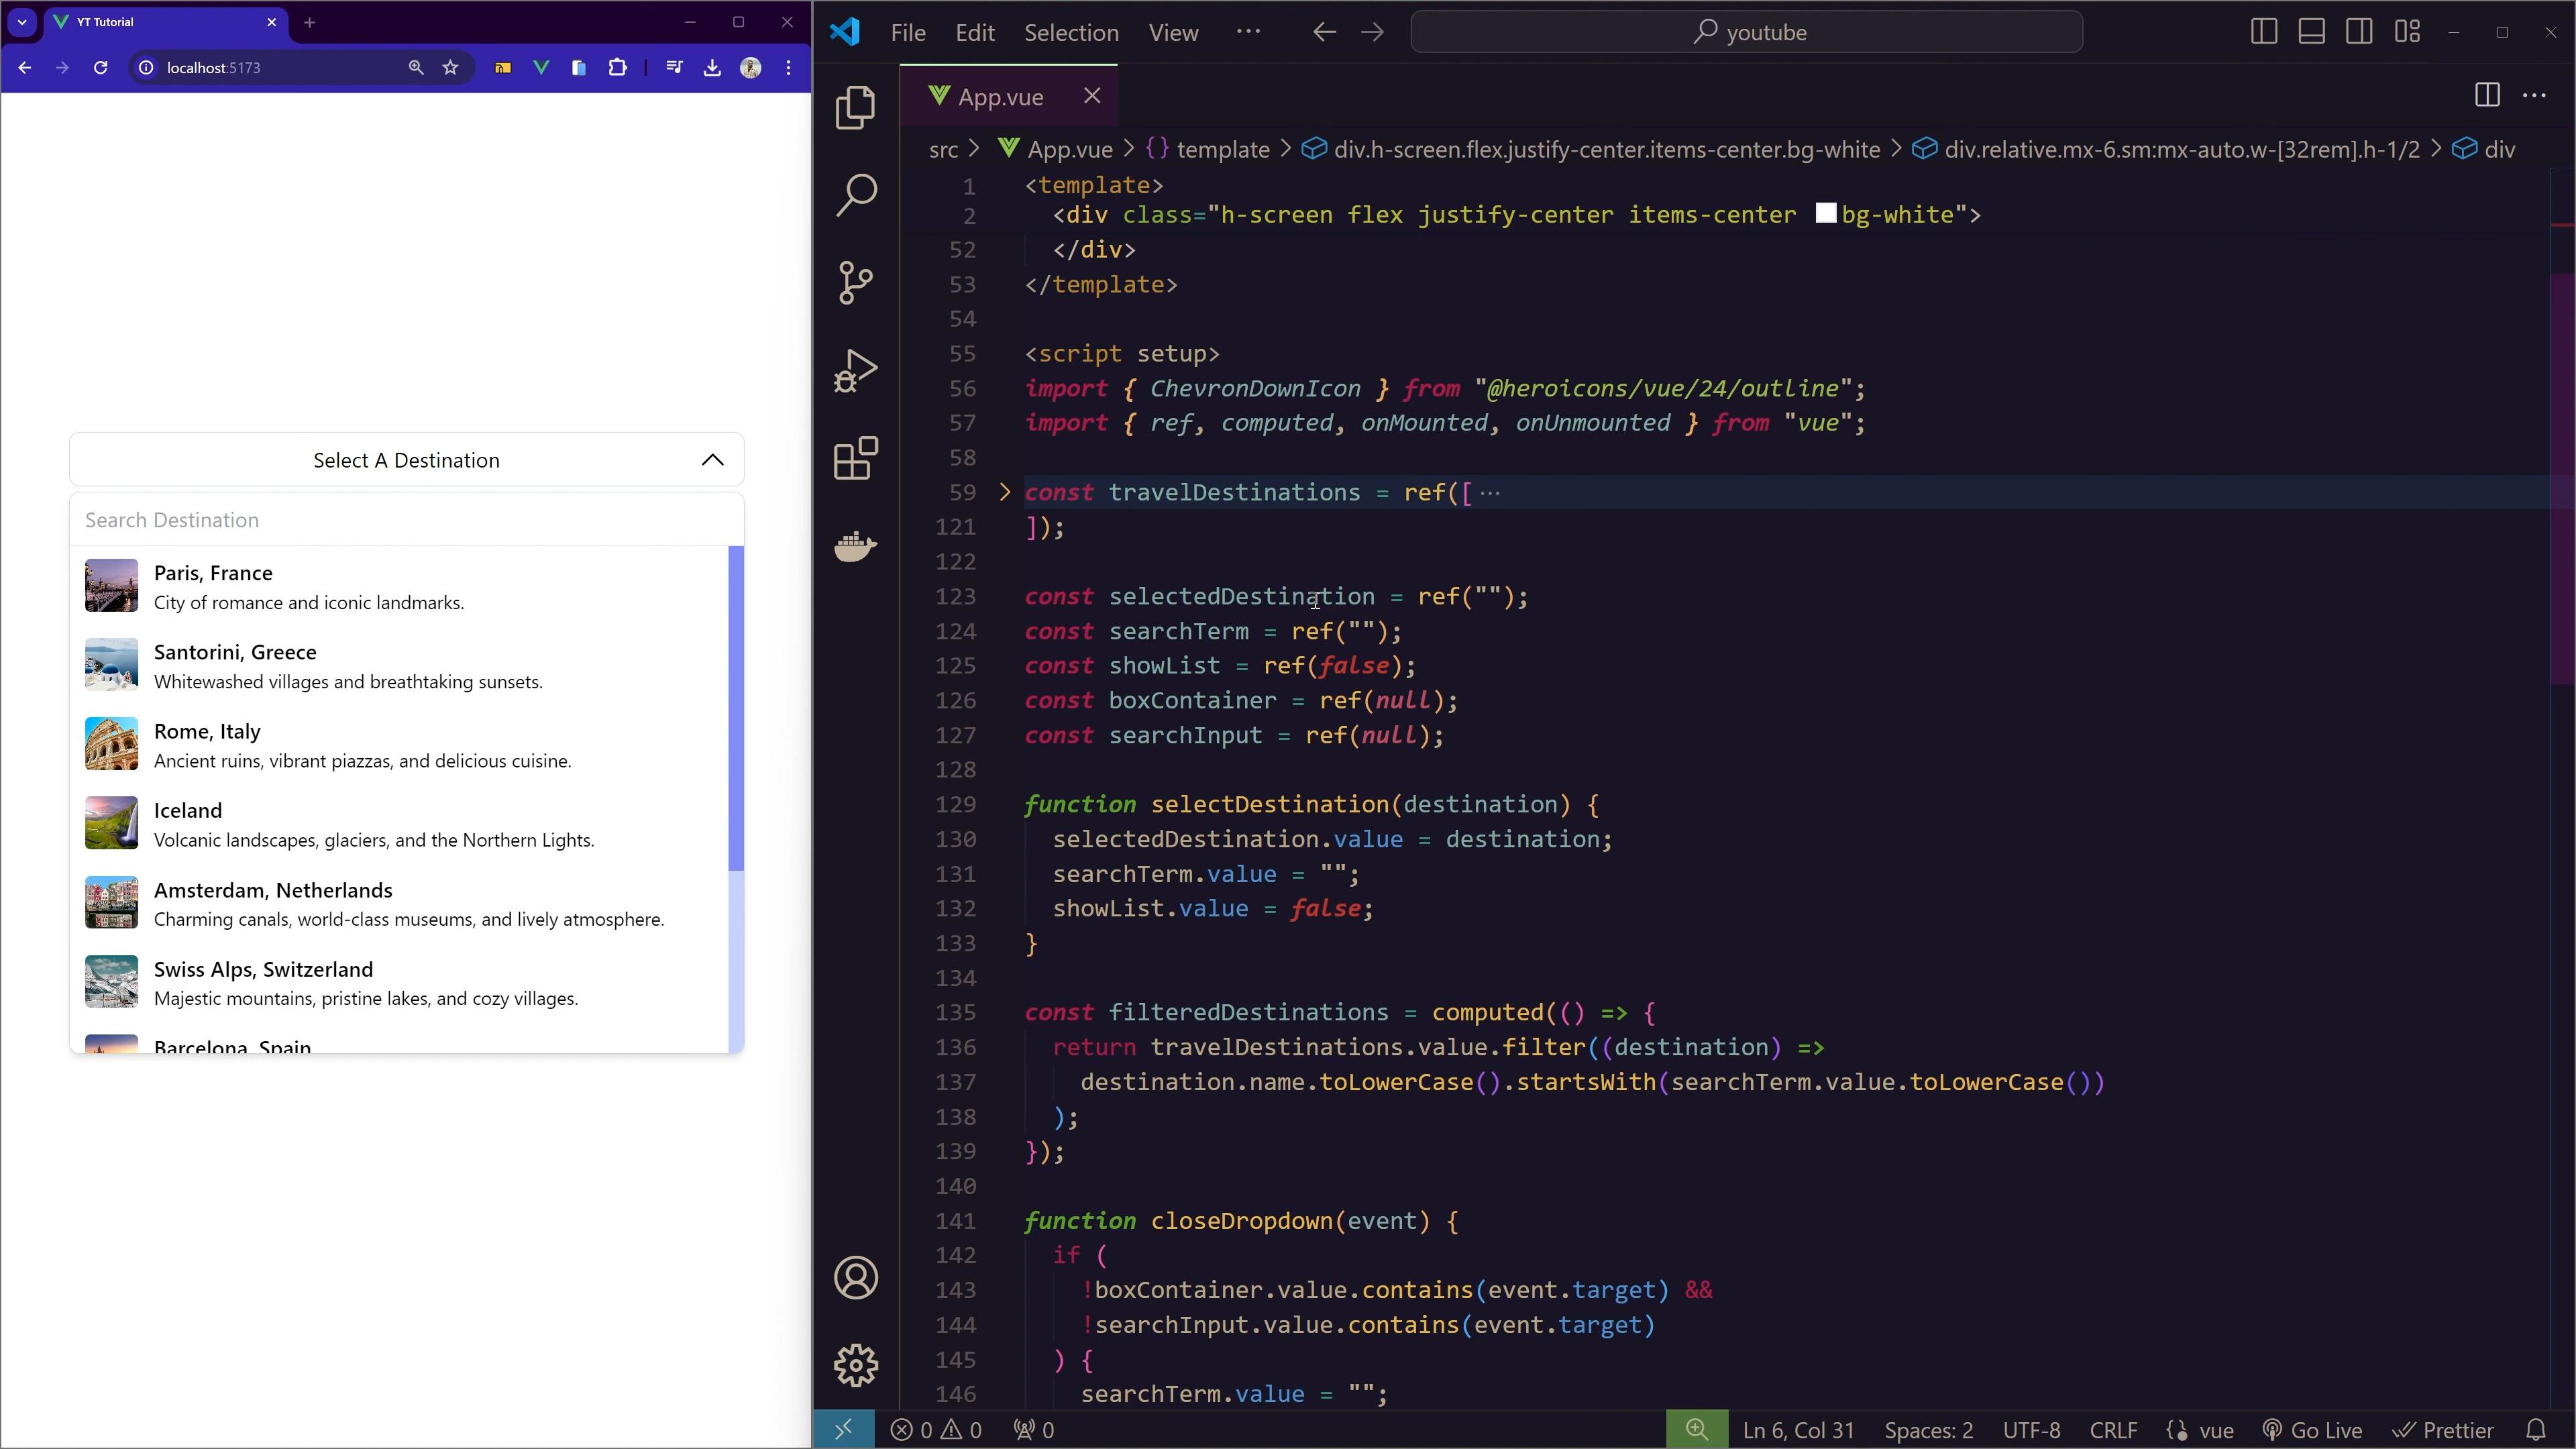 YT Tutorial
localhost:5173
Select A Destination
Search Destination
Paris, France
City of romance and iconic landmarks.
Santorini, Greece
Whitewashed villages and breathtaking sunsets.
Rome, Italy
Ancient ruins, vibrant piazzas, and delicious cuisine.
Iceland
Volcanic landscapes, glaciers, and the Northern Lights.
Amsterdam, Netherlands
Charming canals, world-class museums, and lively atmosphere.
Swiss Alps, Switzerland
Majestic mountains, pristine lakes, and cozy villages.
Barcelona, Spain
File Edit Selection View ··· youtube
App.vue
src > App.vue > {} template > div.h-screen.flex.justify-center.items-center.bg-white > div.relative.mx-6.sm:mx-auto.w-[32rem].h-1/2 > div
1 <template>
2 <div class="h-screen flex justify-center items-center bg-white">
52 </div>
53 </template>
54
55 <script setup>
56 import { ChevronDownIcon } from "@heroicons/vue/24/outline";
57 import { ref, computed, onMounted, onUnmounted } from "vue";
58
59 const travelDestinations = ref([ ···
121 ]);
122
123 const selectedDestination = ref("");
124 const searchTerm = ref("");
125 const showList = ref(false);
126 const boxContainer = ref(null);
127 const searchInput = ref(null);
128
129 function selectDestination(destination) {
130 selectedDestination.value = destination;
131 searchTerm.value = "";
132 showList.value = false;
133 }
134
135 const filteredDestinations = computed(() => {
136 return travelDestinations.value.filter((destination) =>
137 destination.name.toLowerCase().startsWith(searchTerm.value.toLowerCase())
138 );
139 });
140
141 function closeDropdown(event) {
142 if (
143 !boxContainer.value.contains(event.target) &&
144 !searchInput.value.contains(event.target)
145 ) {
146 searchTerm.value = "";
0 0 0 Ln 6, Col 31 Spaces: 2 UTF-8 CRLF vue Go Live Prettier